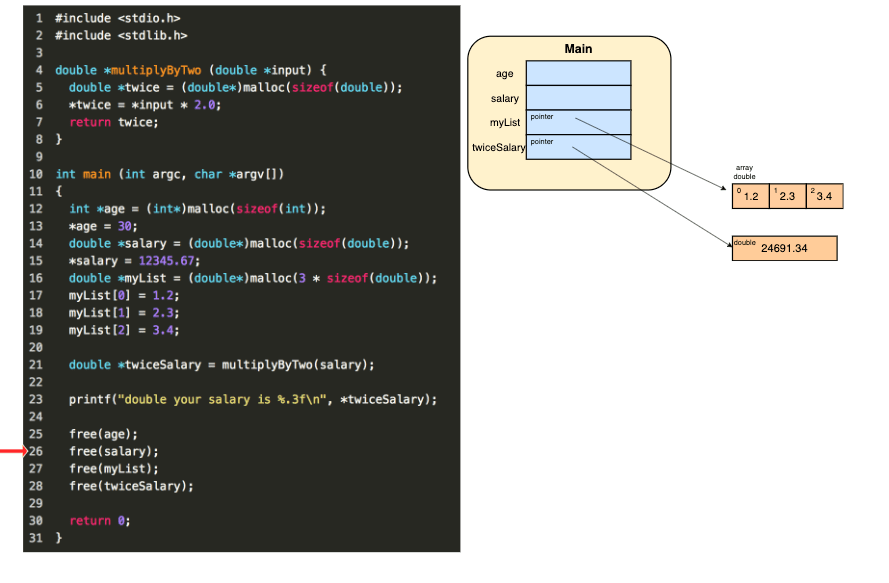 1 #include <stdio.h>
2 #include <stdlib.h>
3
4 double *multiplyByTwo (double *input) {
5   double *twice = (double*)malloc(sizeof(double));
6   *twice = *input * 2.0;
7   return twice;
8 }
9
10 int main (int argc, char *argv[])
11 {
12   int *age = (int*)malloc(sizeof(int));
13   *age = 30;
14   double *salary = (double*)malloc(sizeof(double));
15   *salary = 12345.67;
16   double *myList = (double*)malloc(3 * sizeof(double));
17   myList[0] = 1.2;
18   myList[1] = 2.3;
19   myList[2] = 3.4;
20
21   double *twiceSalary = multiplyByTwo(salary);
22
23   printf("double your salary is %.3f\n", *twiceSalary);
24
25   free(age);
26   free(salary);
27   free(myList);
28   free(twiceSalary);
29
30   return 0;
31 }
Main
age
salary
myList pointer
twiceSalary pointer
array
double
0 1.2 1 2.3 2 3.4
double 24691.34